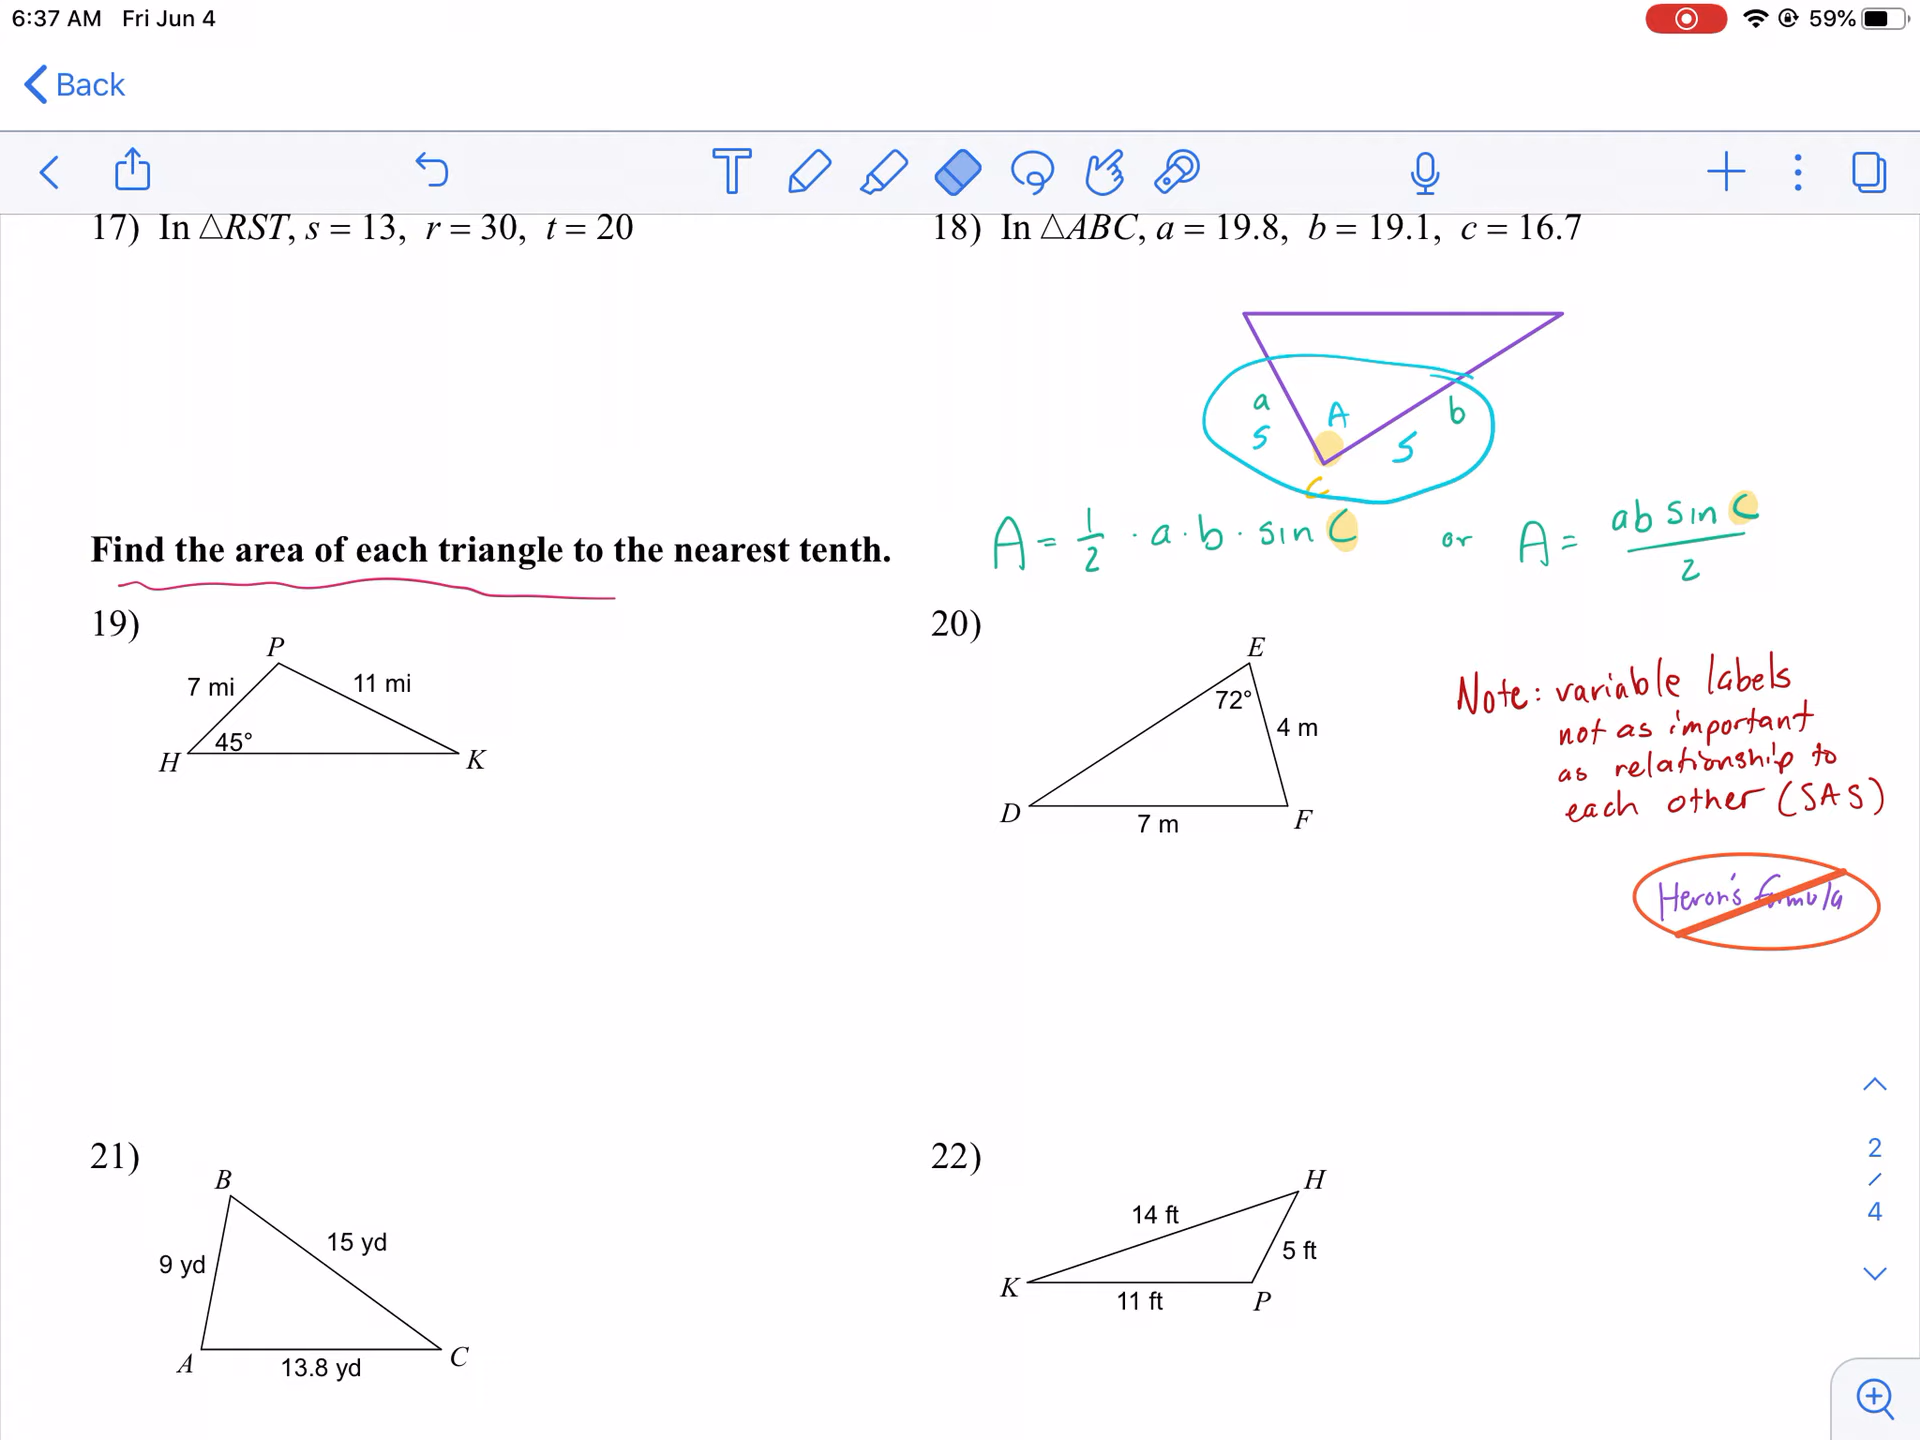 6:37 AM Fri Jun 4
59%
Back
17) In △RST, s = 13, r = 30, t = 20
18) In △ABC, a = 19.8, b = 19.1, c = 16.7
a A b
S S
C
A = 1/2 · a · b · sin C or A = ab sin C / 2
Find the area of each triangle to the nearest tenth.
19)
P
7 mi 11 mi
45°
H K
20)
E
72°
4 m
D F
7 m
Note: variable labels
not as important
as relationship to
each other (SAS)
Heron's formula
21)
B
15 yd
9 yd
A C
13.8 yd
22)
H
14 ft
5 ft
K P
11 ft
2
/
4